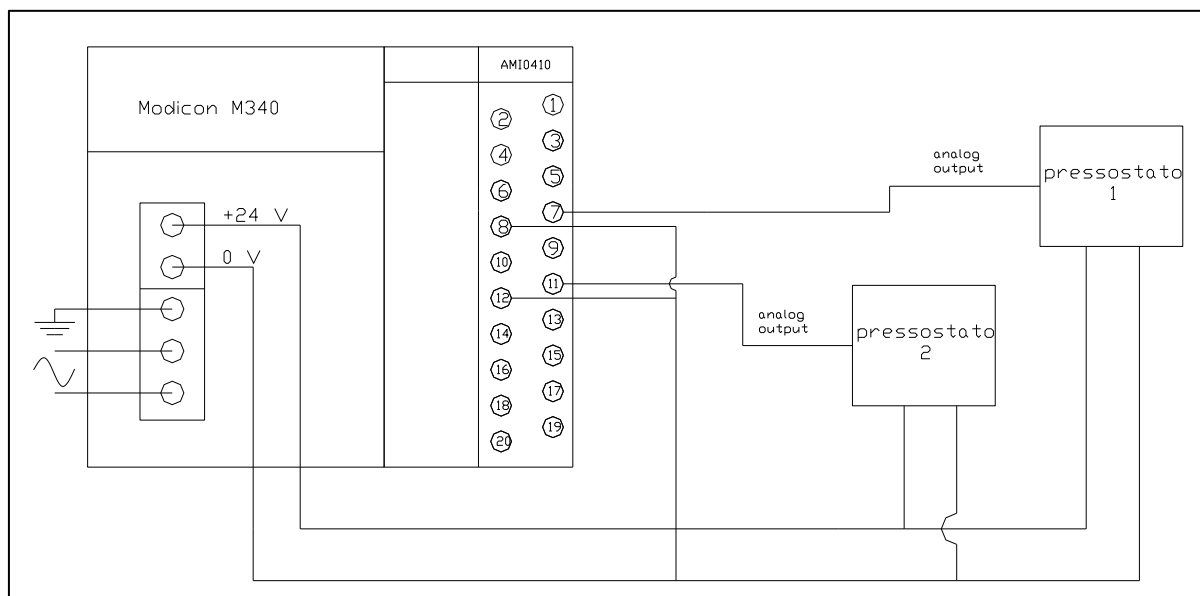 AMI0410
Modicon M340
1
2
3
4
5
6
7
8
9
10
11
12
13
14
15
16
17
18
19
20
+24 V
0 V
analog
output
pressostato
1
analog
output
pressostato
2